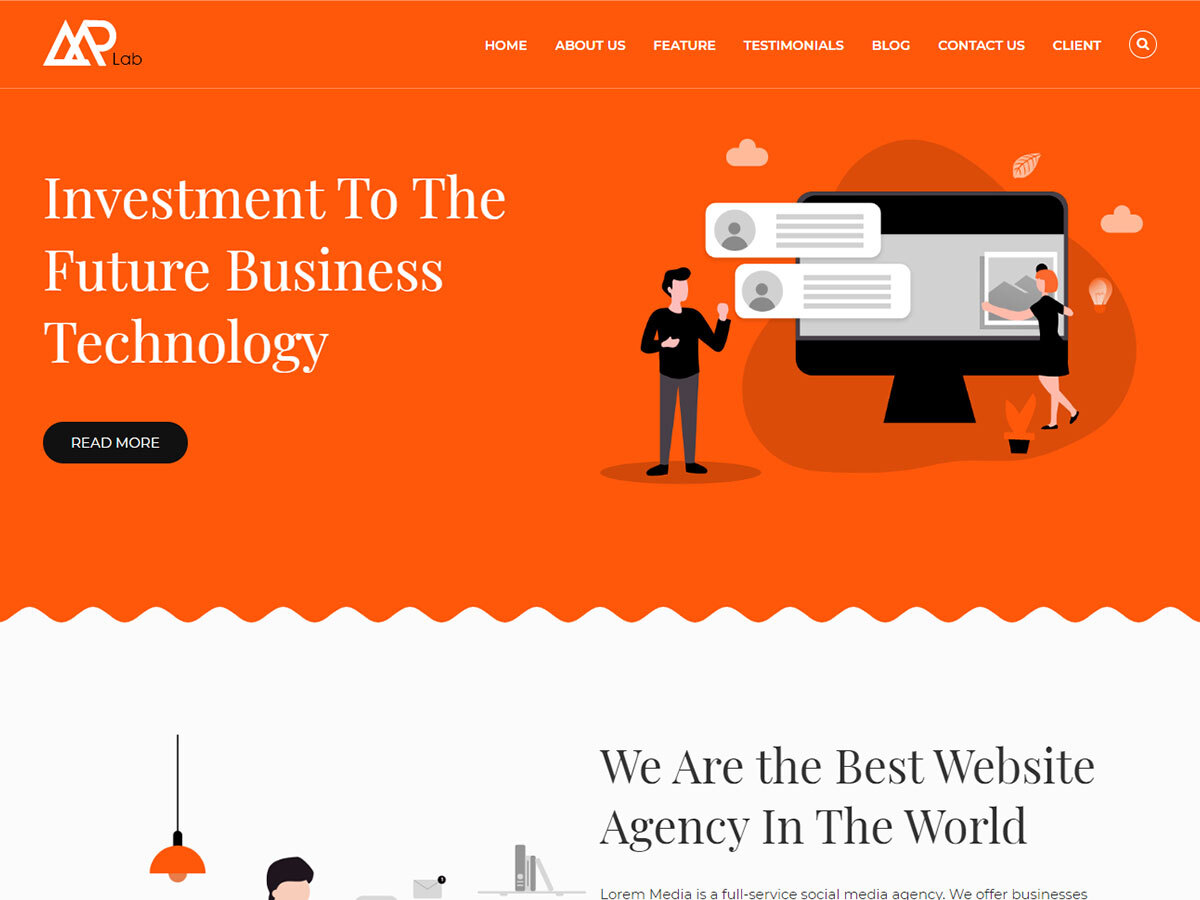 MP Lab
HOME ABOUT US FEATURE TESTIMONIALS BLOG CONTACT US CLIENT
Investment To The
Future Business
Technology
READ MORE
We Are the Best Website
Agency In The World
Lorem Media is a full-service social media agency. We offer businesses